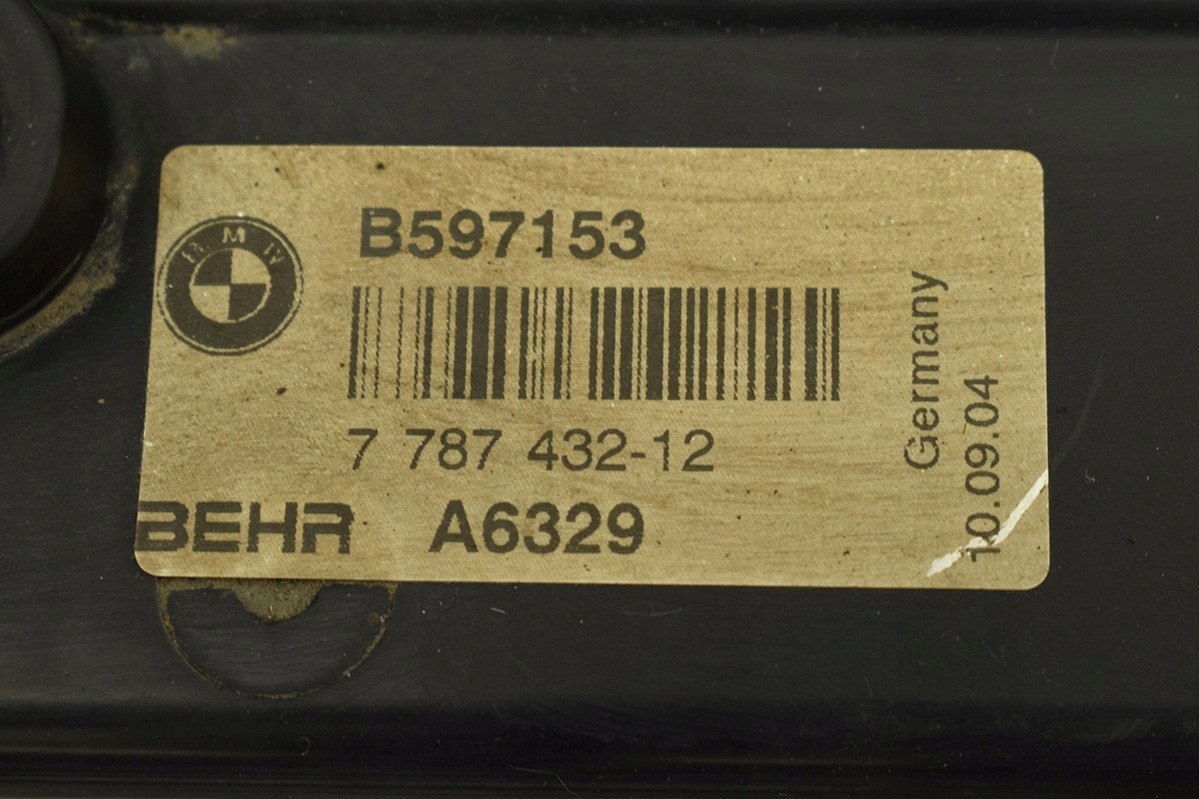 BMW
B597153
7 787 432-12
BEHR A6329
Germany
10.09.04